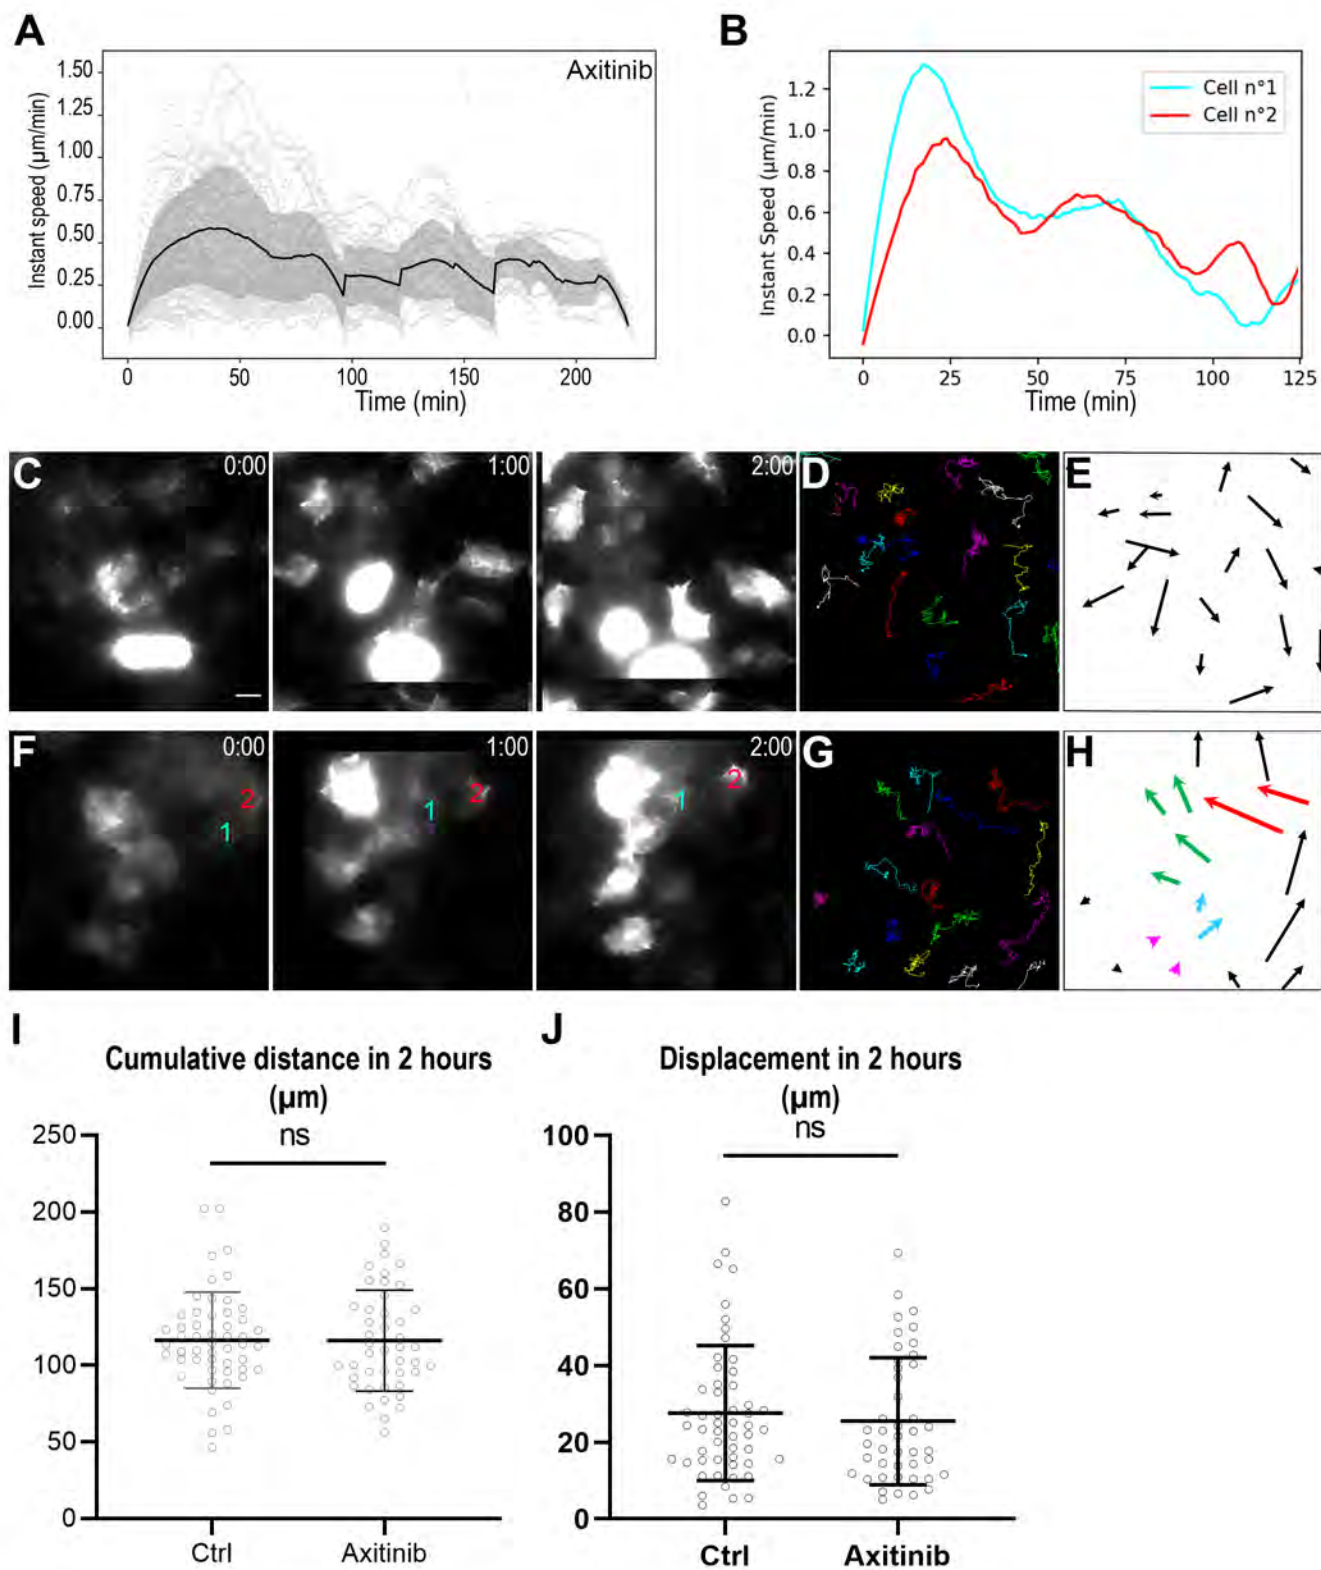 A
Axitinib
Instant speed (µm/min)
1.50
1.25
1.00
0.75
0.50
0.25
0.00
0
50
100
150
200
Time (min)
B
Cell n°1
Cell n°2
Instant Speed (µm/min)
1.2
1.0
0.8
0.6
0.4
0.2
0.0
0
25
50
75
100
125
Time (min)
C
0:00
1:00
2:00
D
E
F
0:00
1
2
1:00
1
2
2:00
1
2
G
H
I
Cumulative distance in 2 hours
(µm)
ns
250
200
150
100
50
0
Ctrl
Axitinib
J
Displacement in 2 hours
(µm)
ns
100
80
60
40
20
0
Ctrl
Axitinib